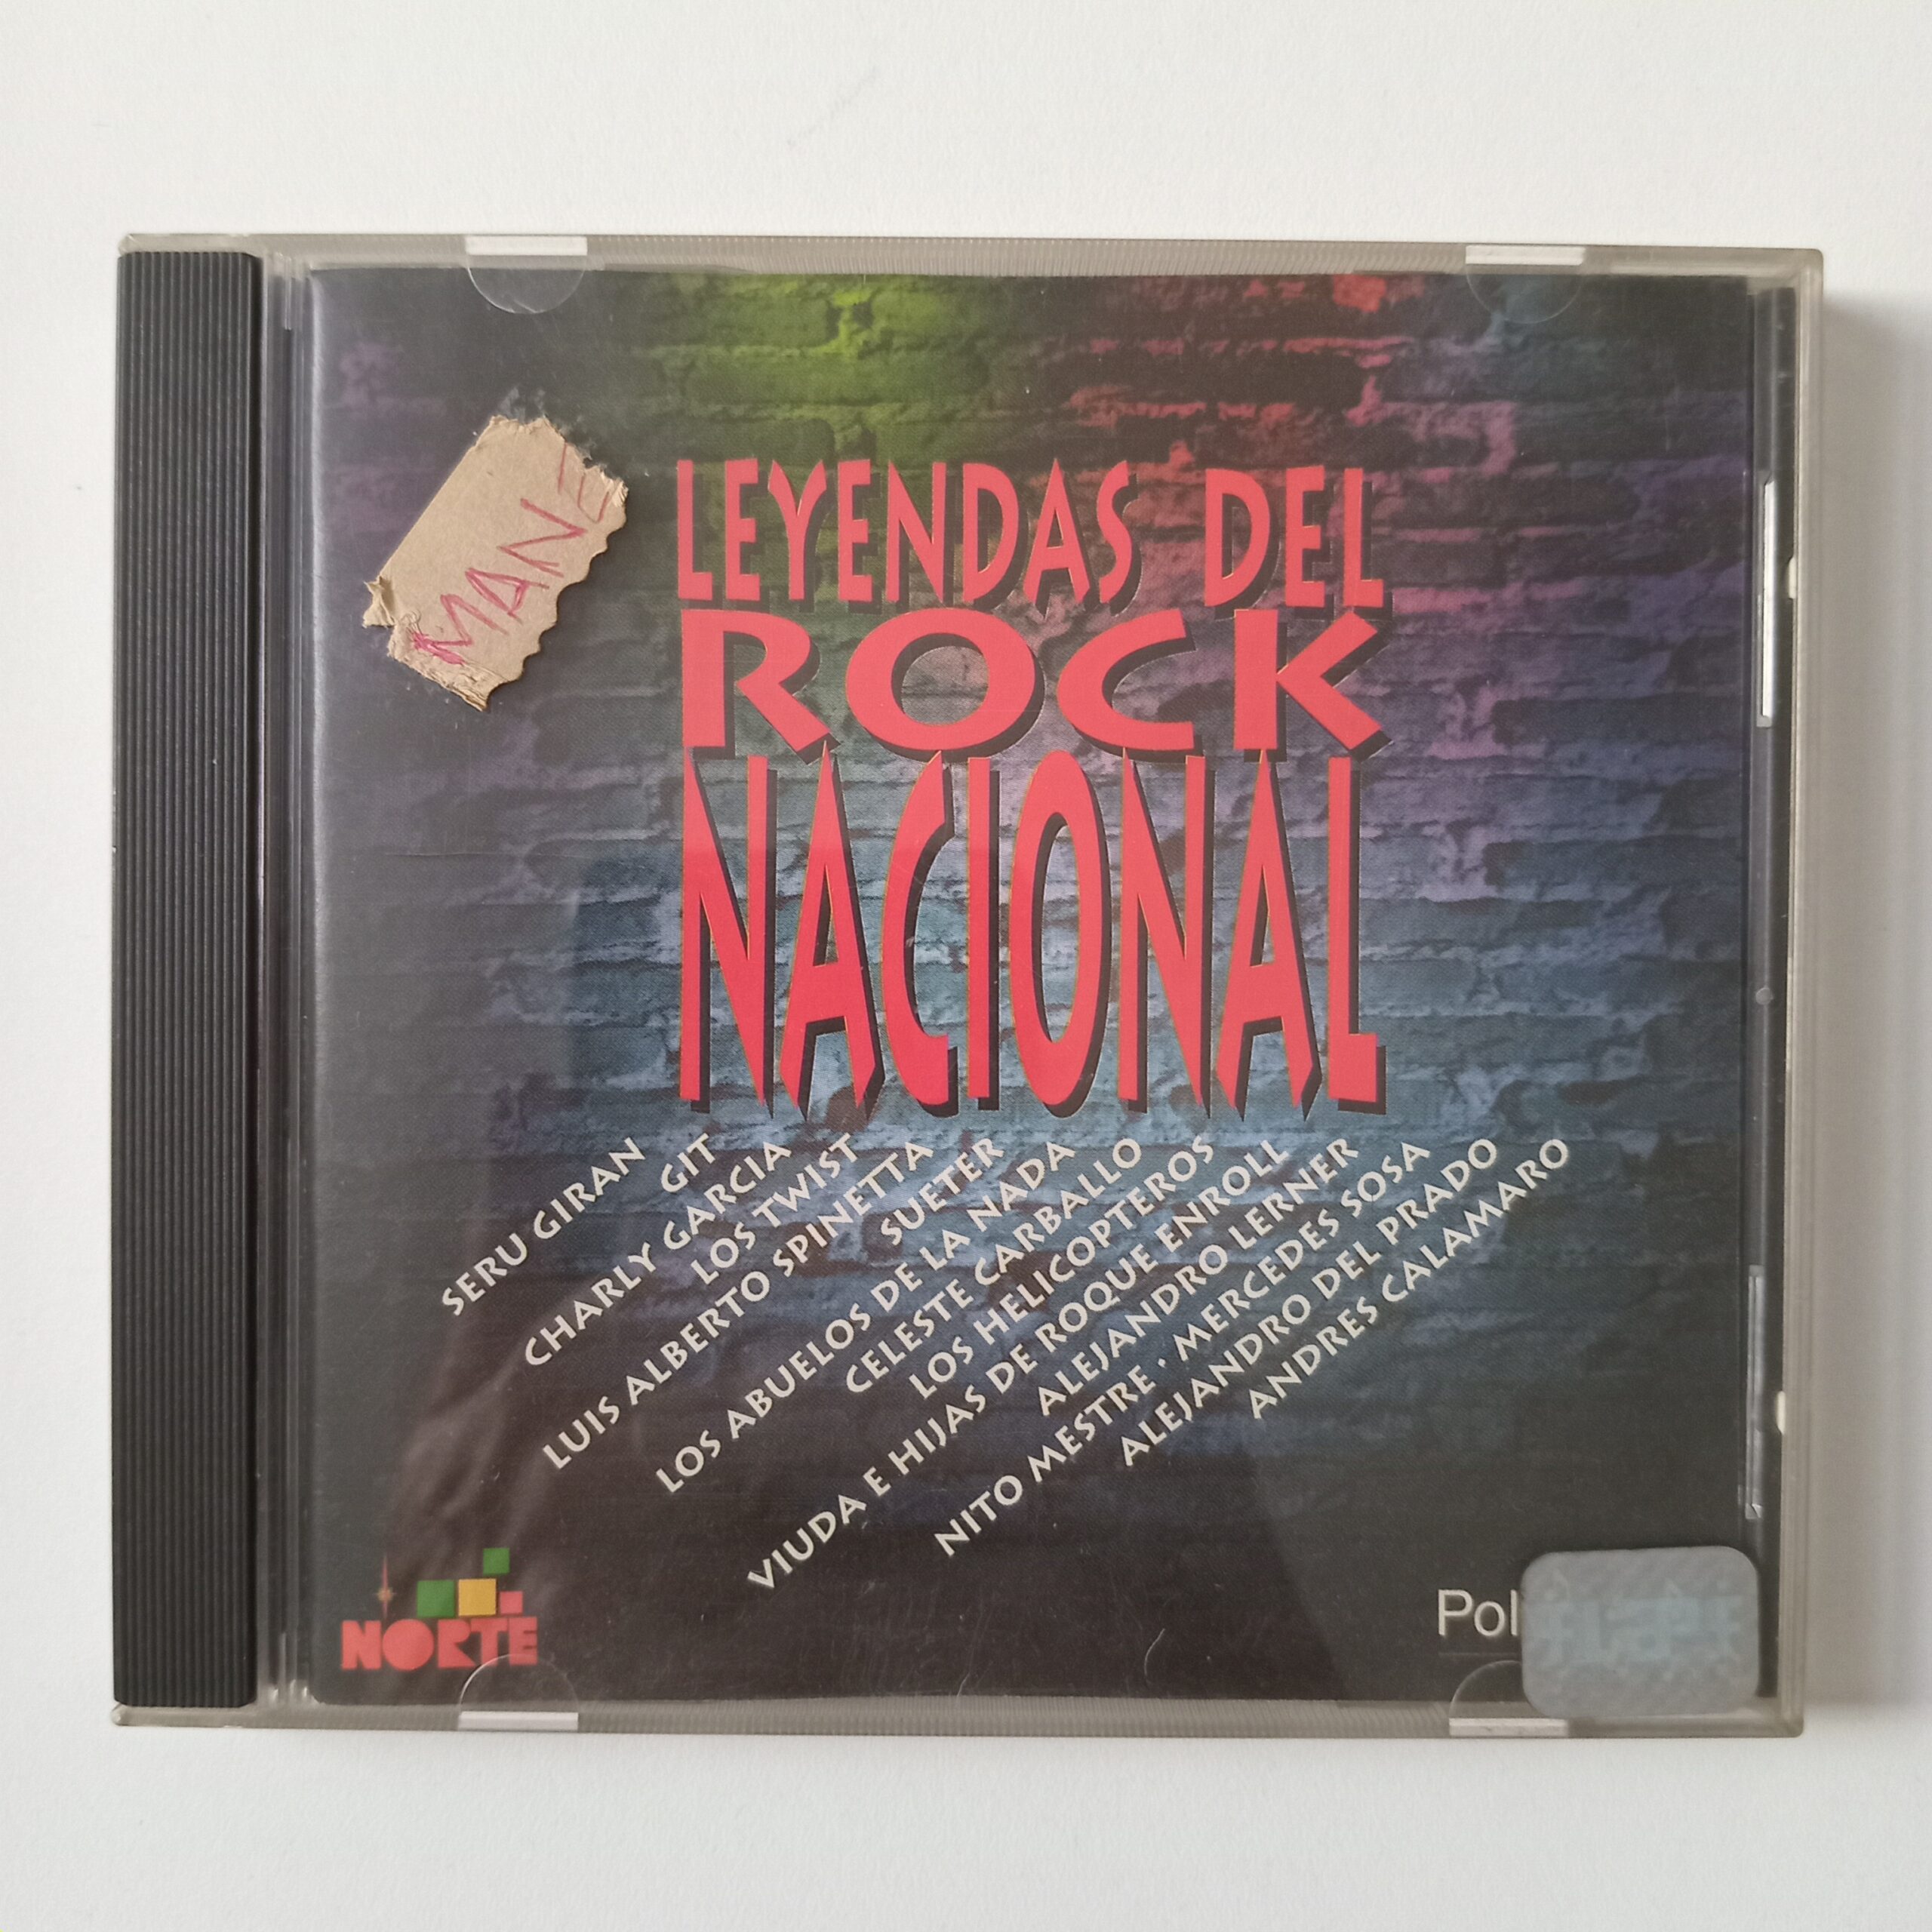 MANE
LEYENDAS DEL
ROCK
NACIONAL
SERU GIRAN
GIT
CHARLY GARCIA
LOS TWIST
LUIS ALBERTO SPINETTA
SUETER
LOS ABUELOS DE LA NADA
CELESTE CARBALLO
LOS HELICOPTEROS
VIUDA E HIJAS DE ROQUE ENROLL
ALEJANDRO LERNER
NITO MESTRE · MERCEDES SOSA
ALEJANDRO DEL PRADO
ANDRES CALAMARO
NORTE
Pol